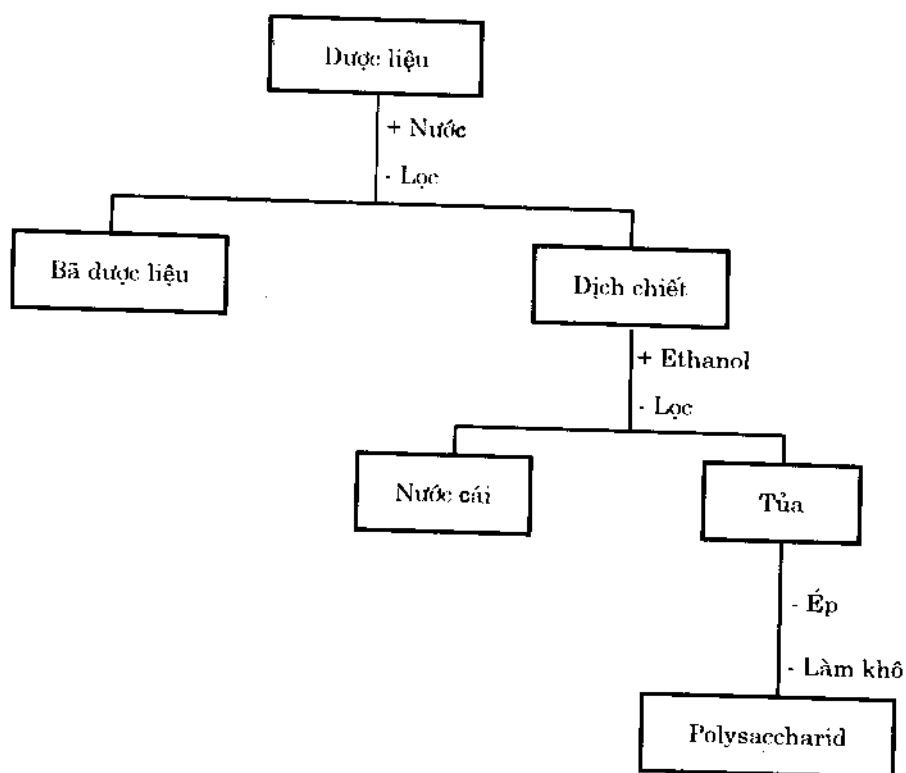 Dược liệu
+ Nước
- Lọc
Bã dược liệu
Dịch chiết
+ Ethanol
- Lọc
Nước cái
Tủa
- Ép
- Làm khô
Polysaccharid